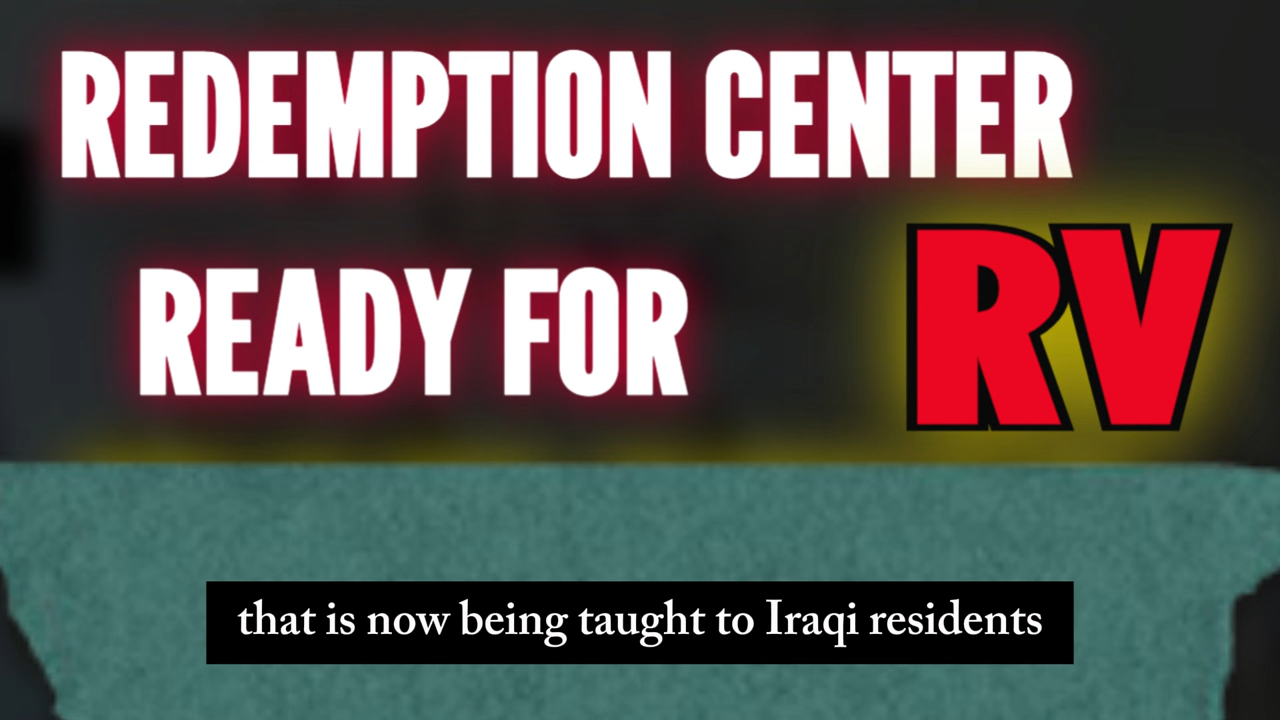 REDEMPTION CENTER
READY FOR RV
that is now being taught to Iraqi residents